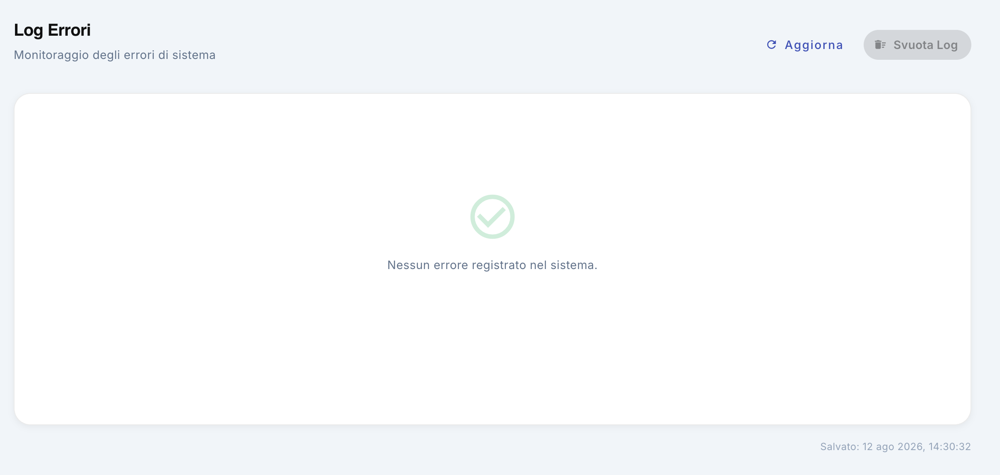 Log Errori
Monitoraggio degli errori di sistema
Aggiorna
Svuota Log
Nessun errore registrato nel sistema.
Salvato: 12 ago 2026, 14:30:32